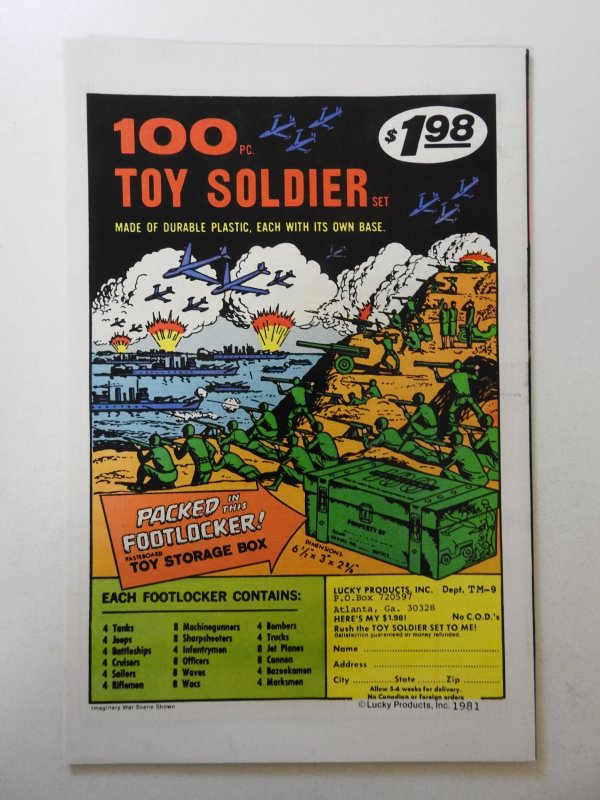 100 PC.
$1.98
TOY SOLDIER SET
MADE OF DURABLE PLASTIC, EACH WITH ITS OWN BASE.
PACKED IN THIS
FOOTLOCKER!
PASTEBOARD
TOY STORAGE BOX
DIMENSIONS:
6 1/2" x 3" x 2 3/8"
PROPERTY OF
EACH FOOTLOCKER CONTAINS:
4 Tanks
4 Jeeps
4 Battleships
4 Cruisers
4 Sailors
4 Riflemen
8 Machinegunners
8 Sharpshooters
4 Infantrymen
8 Officers
8 Waves
8 Wacs
4 Bombers
4 Trucks
8 Jet Planes
8 Cannon
4 Bazookamen
4 Marksmen
LUCKY PRODUCTS, INC. Dept. TM-9
P.O.Box 720597
Atlanta, Ga. 30328
HERE'S MY $1.98! No C.O.D.'s
Rush the TOY SOLDIER SET TO ME!
Satisfaction guaranteed or money refunded.
Name
Address
City State Zip
Allow 3-6 weeks for delivery.
No Canadian or foreign orders
Imaginary War Scene Shown
©Lucky Products, Inc. 1981